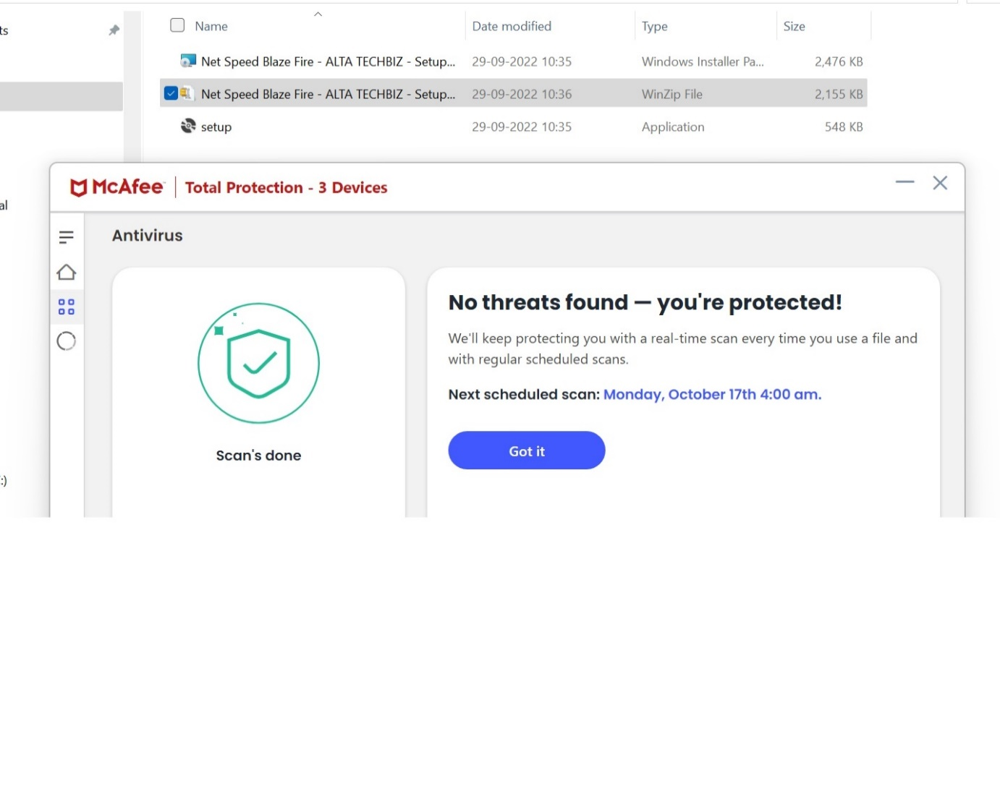 ts
Name Date modified Type Size
Net Speed Blaze Fire - ALTA TECHBIZ - Setup... 29-09-2022 10:35 Windows Installer Pa... 2,476 KB
Net Speed Blaze Fire - ALTA TECHBIZ - Setup... 29-09-2022 10:36 WinZip File 2,155 KB
setup 29-09-2022 10:35 Application 548 KB
McAfee™ Total Protection - 3 Devices
al
Antivirus
No threats found — you're protected!
We'll keep protecting you with a real-time scan every time you use a file and
with regular scheduled scans.
Next scheduled scan: Monday, October 17th 4:00 am.
Got it
Scan's done
:)